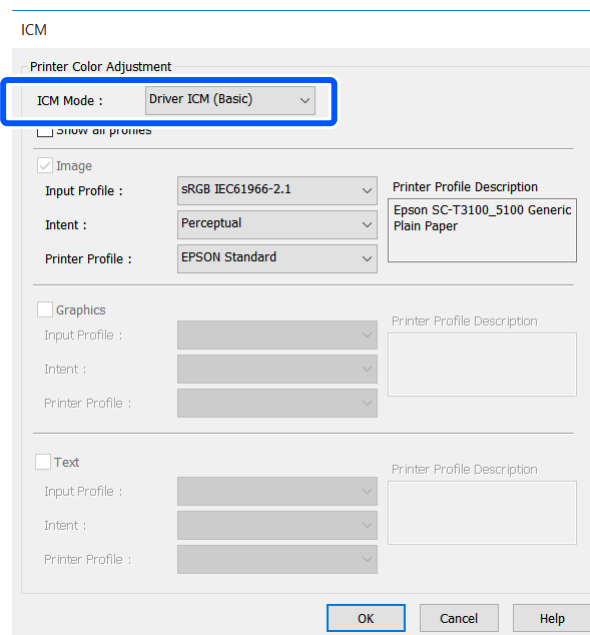 ICM
Printer Color Adjustment
ICM Mode : Driver ICM (Basic)
Show all profiles
Image
Input Profile : sRGB IEC61966-2.1 Printer Profile Description
Intent : Perceptual Epson SC-T3100_5100 Generic
Plain Paper
Printer Profile : EPSON Standard
Graphics
Printer Profile Description
Input Profile :
Intent :
Printer Profile :
Text
Printer Profile Description
Input Profile :
Intent :
Printer Profile :
OK Cancel Help